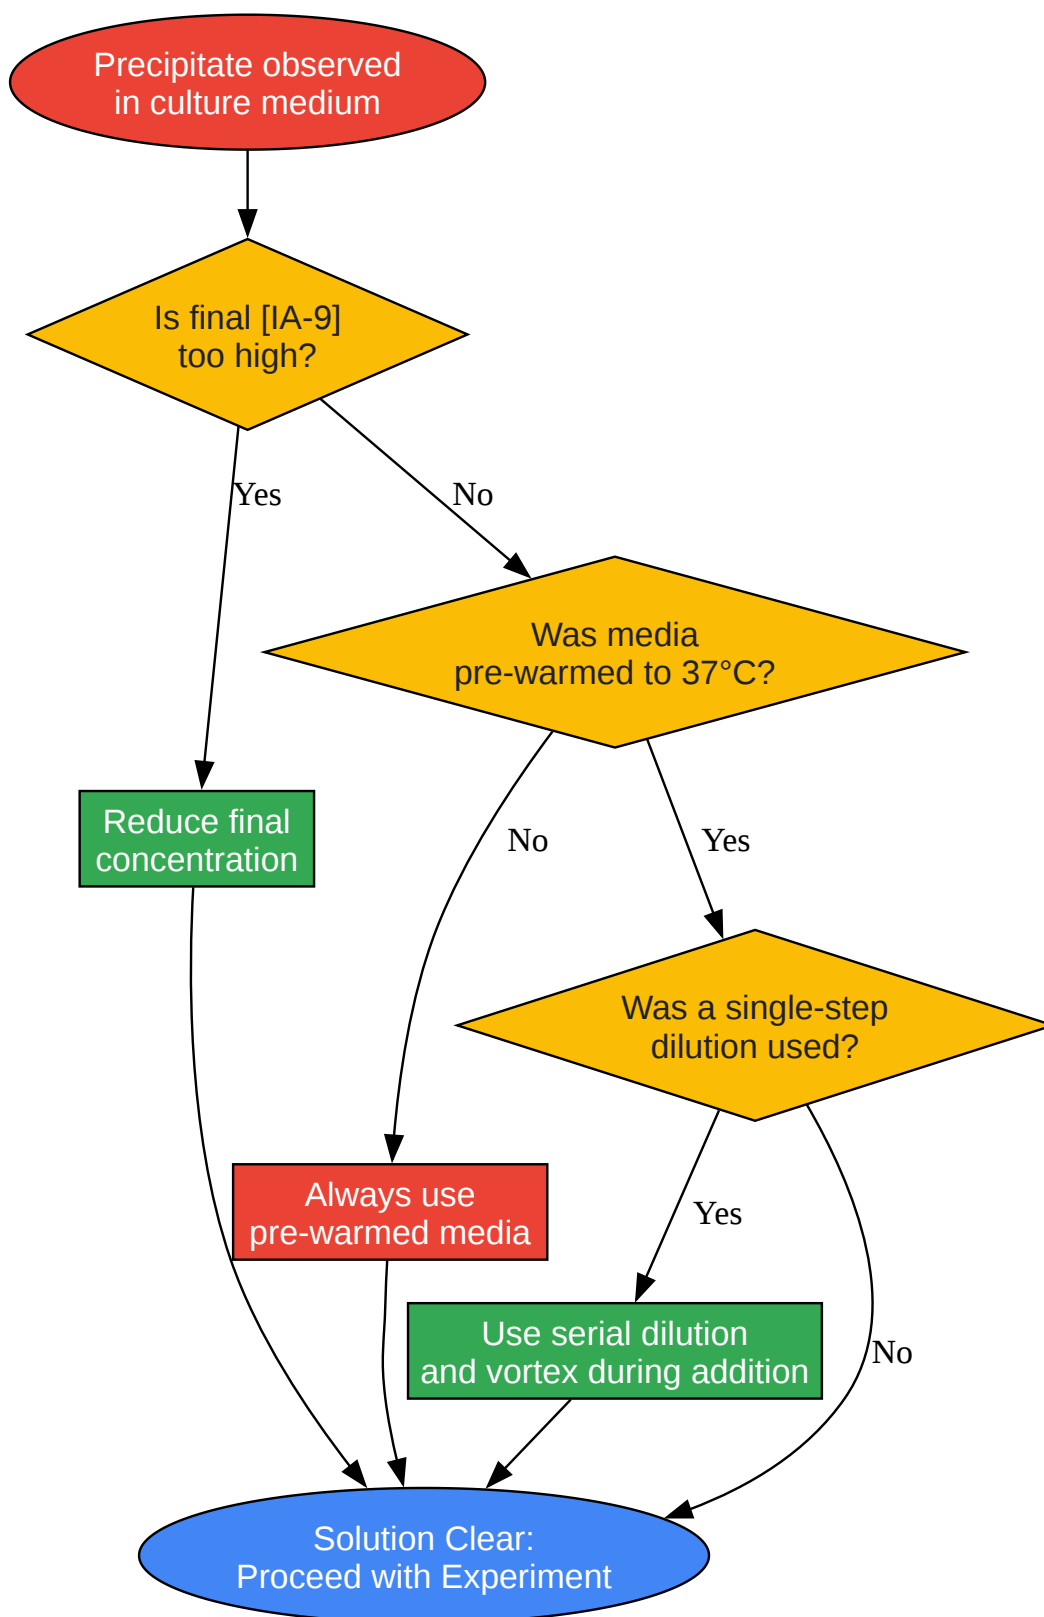 Precipitate observed
in culture medium
Is final [IA-9]
too high?
Yes
No
Was media
pre-warmed to 37°C?
Reduce final
concentration
No
Yes
Was a single-step
dilution used?
Always use
pre-warmed media
Yes
Use serial dilution
and vortex during addition
No
Solution Clear:
Proceed with Experiment